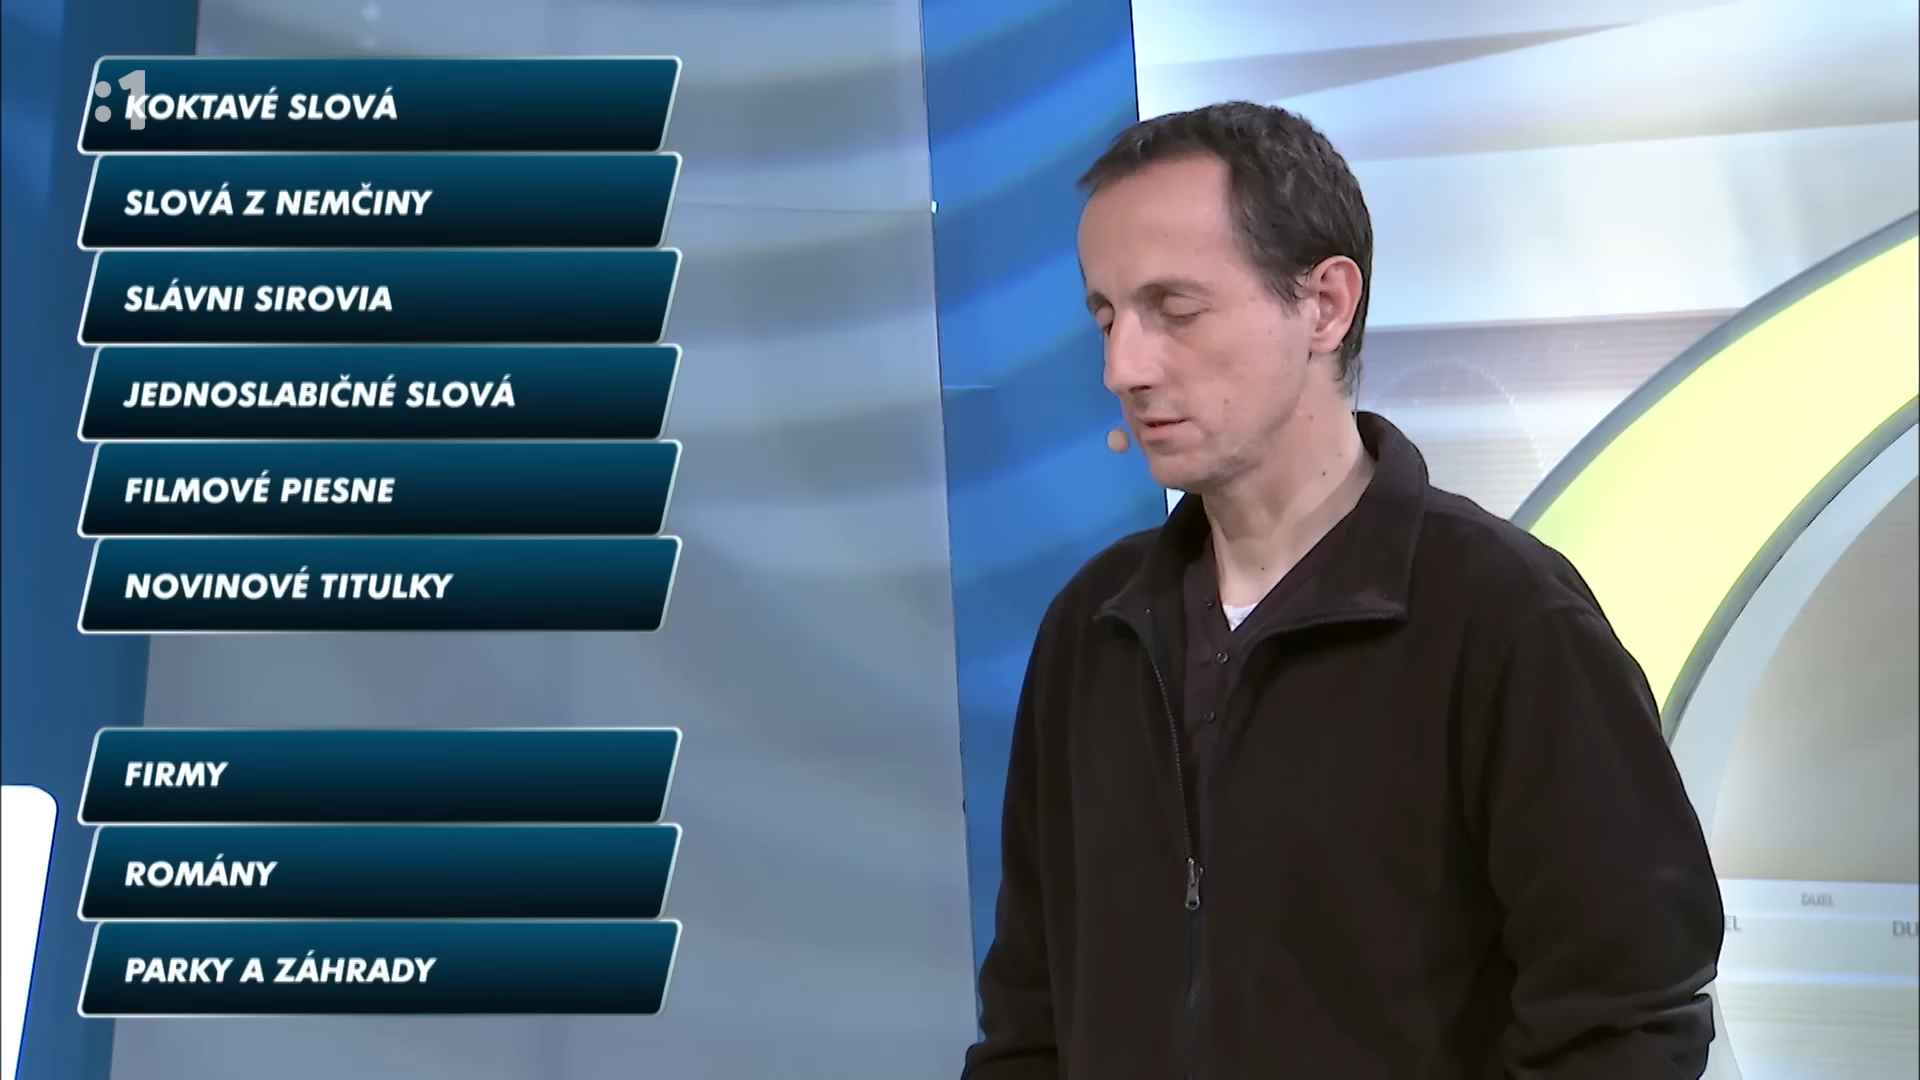 :1
KOKTAVÉ SLOVÁ
SLOVÁ Z NEMČINY
SLÁVNI SIROVIA
JEDNOSLABIČNÉ SLOVÁ
FILMOVÉ PIESNE
NOVINOVÉ TITULKY
FIRMY
ROMÁNY
PARKY A ZÁHRADY
DUEL